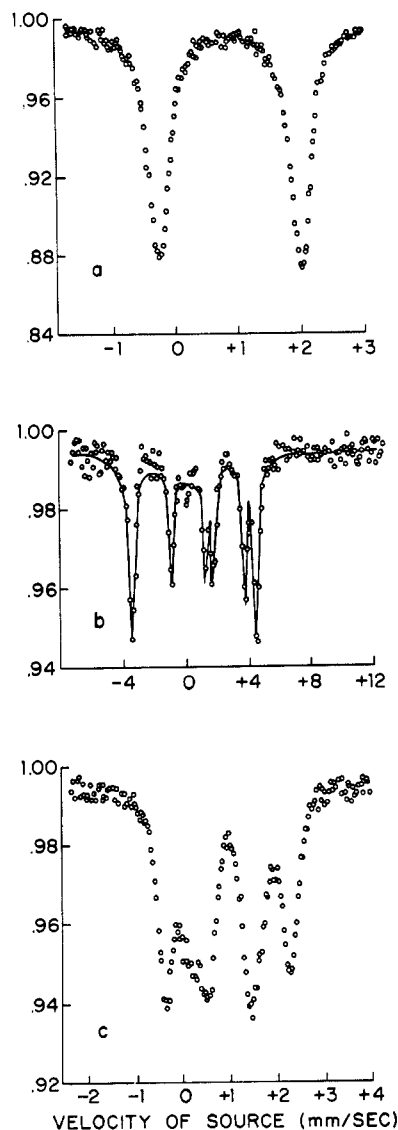 1.00
.96
.92
.88
.84
a
-1 0 +1 +2 +3
1.00
.98
.96
.94
b
-4 0 +4 +8 +12
1.00
.98
.96
.94
.92
c
-2 -1 0 +1 +2 +3 +4
VELOCITY OF SOURCE (mm/SEC)